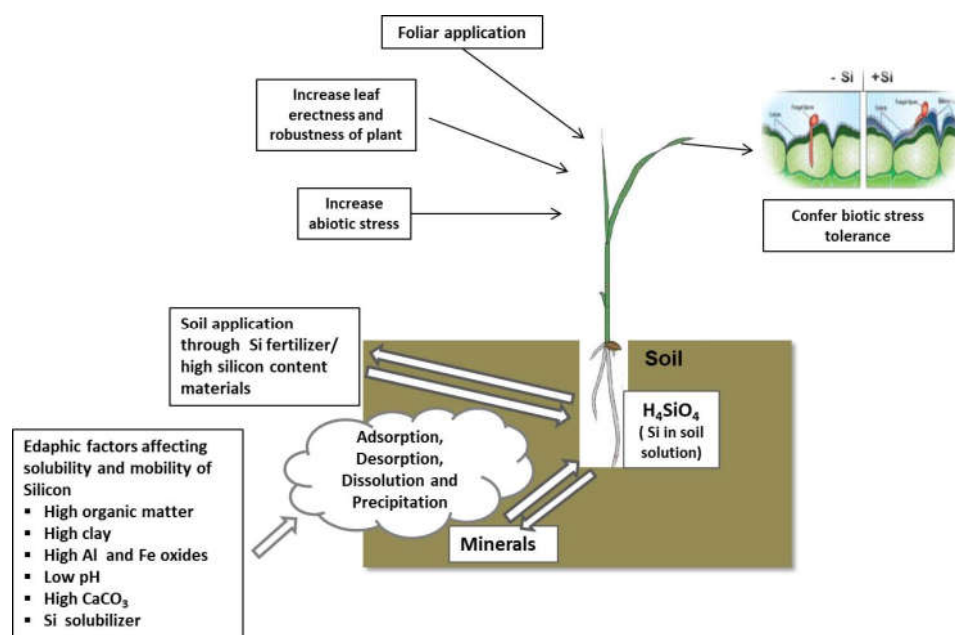 Foliar application
- Si
+Si
Increase leaf
erectness and
robustness of plant
Increase
abiotic stress
Confer biotic stress
tolerance
Soil application
through Si fertilizer/
high silicon content
materials
Soil
H₄SiO₄
( Si in soil
solution)
Adsorption,
Desorption,
Dissolution and
Precipitation
Minerals
Edaphic factors affecting
solubility and mobility of
Silicon
▪ High organic matter
▪ High clay
▪ High Al and Fe oxides
▪ Low pH
▪ High CaCO₃
▪ Si solubilizer